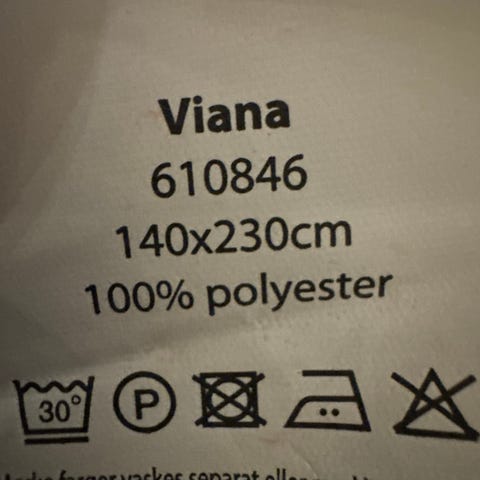 Viana
610846
140x230cm
100% polyester
30° P
farger vaskes separat eller